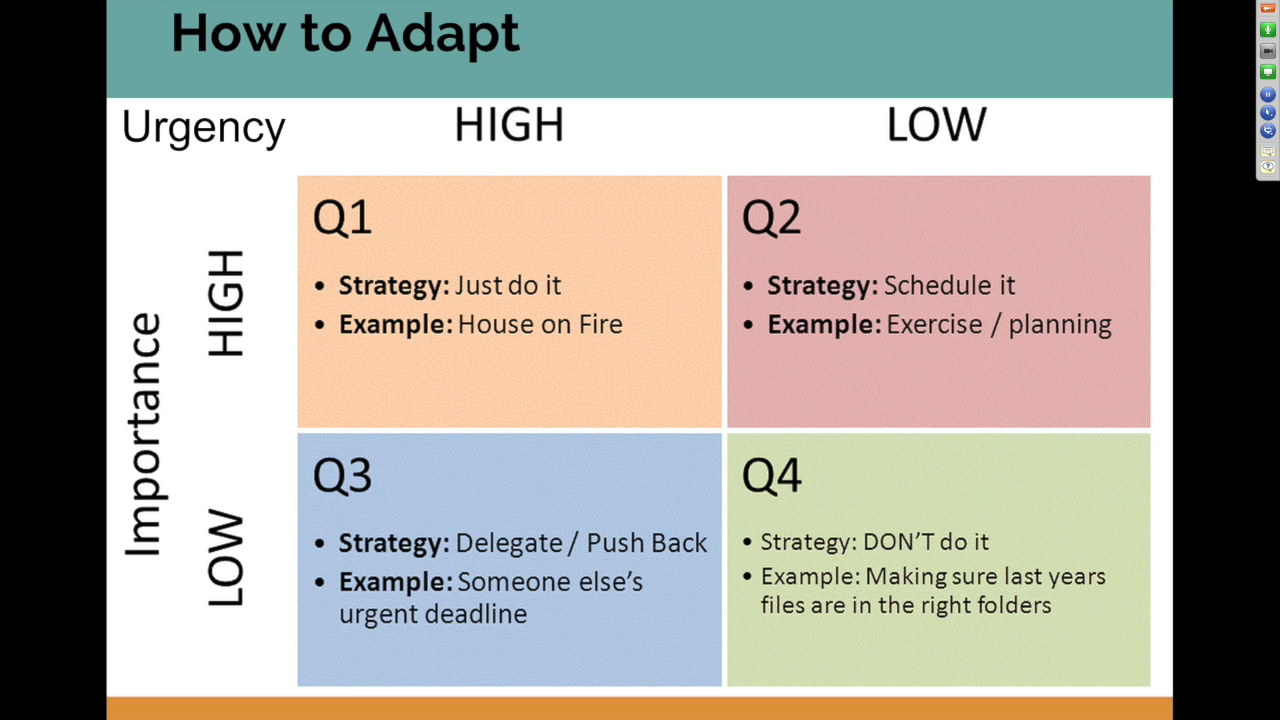 How to Adapt
Urgency
HIGH
LOW
Importance
HIGH
LOW
Q1
• Strategy: Just do it
• Example: House on Fire
Q2
• Strategy: Schedule it
• Example: Exercise / planning
Q3
• Strategy: Delegate / Push Back
• Example: Someone else’s
urgent deadline
Q4
• Strategy: DON’T do it
• Example: Making sure last years
files are in the right folders